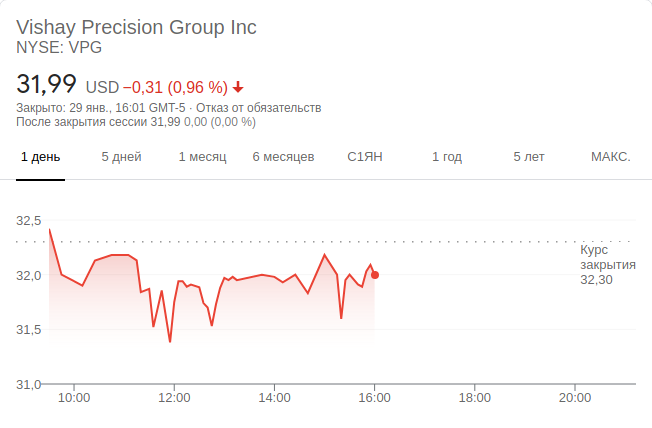 Vishay Precision Group Inc
NYSE: VPG
31,99 USD −0,31 (0,96 %)
Закрыто: 29 янв., 16:01 GMT-5 · Отказ от обязательств
После закрытия сессии 31,99 0,00 (0,00 %)
1 день 5 дней 1 месяц 6 месяцев С1ЯН 1 год 5 лет МАКС.
32,5
Курс
закрытия
32,30
32,0
31,5
31,0
10:00 12:00 14:00 16:00 18:00 20:00